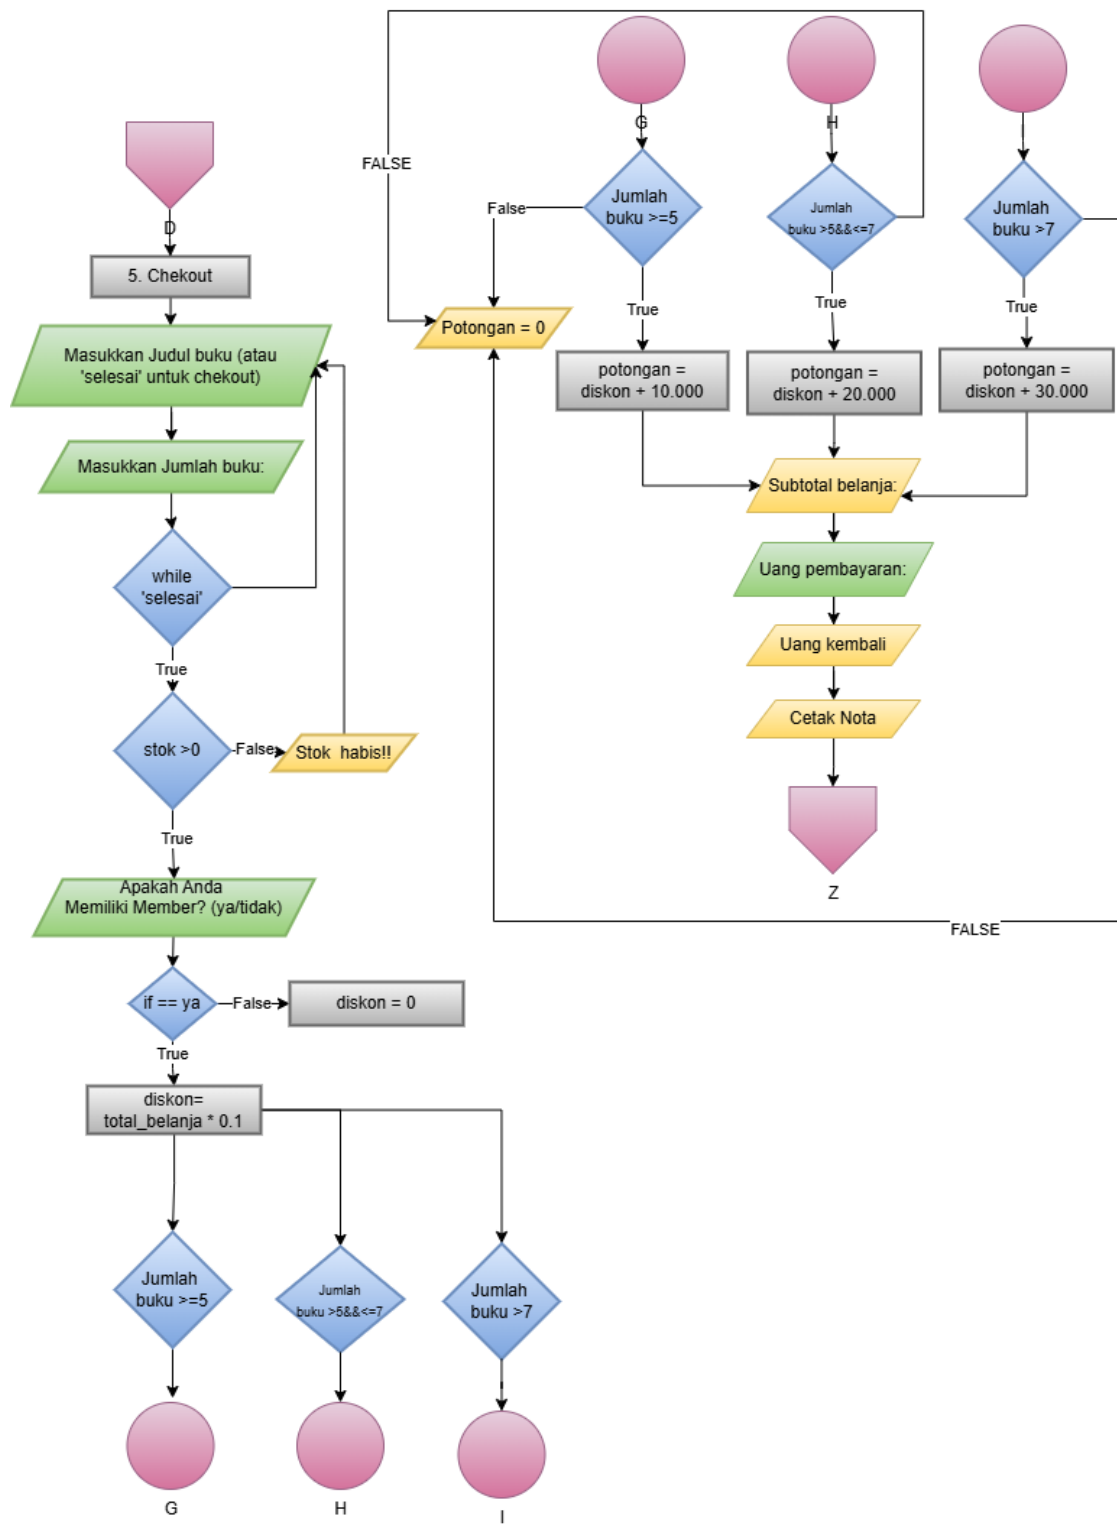 D
5. Chekout
Masukkan Judul buku (atau
'selesai' untuk chekout)
Masukkan Jumlah buku:
while
'selesai'
True
stok >0
False
Stok habis!!
True
Apakah Anda
Memiliki Member? (ya/tidak)
if == ya
False
diskon = 0
True
diskon=
total_belanja * 0.1
Jumlah
buku >=5
Jumlah
buku >5&&<=7
Jumlah
buku >7
I
G
H
I
G
H
I
FALSE
Jumlah
buku >=5
Jumlah
buku >5&&<=7
Jumlah
buku >7
False
True
True
True
Potongan = 0
potongan =
diskon + 10.000
potongan =
diskon + 20.000
potongan =
diskon + 30.000
Subtotal belanja:
Uang pembayaran:
Uang kembali
Cetak Nota
Z
FALSE